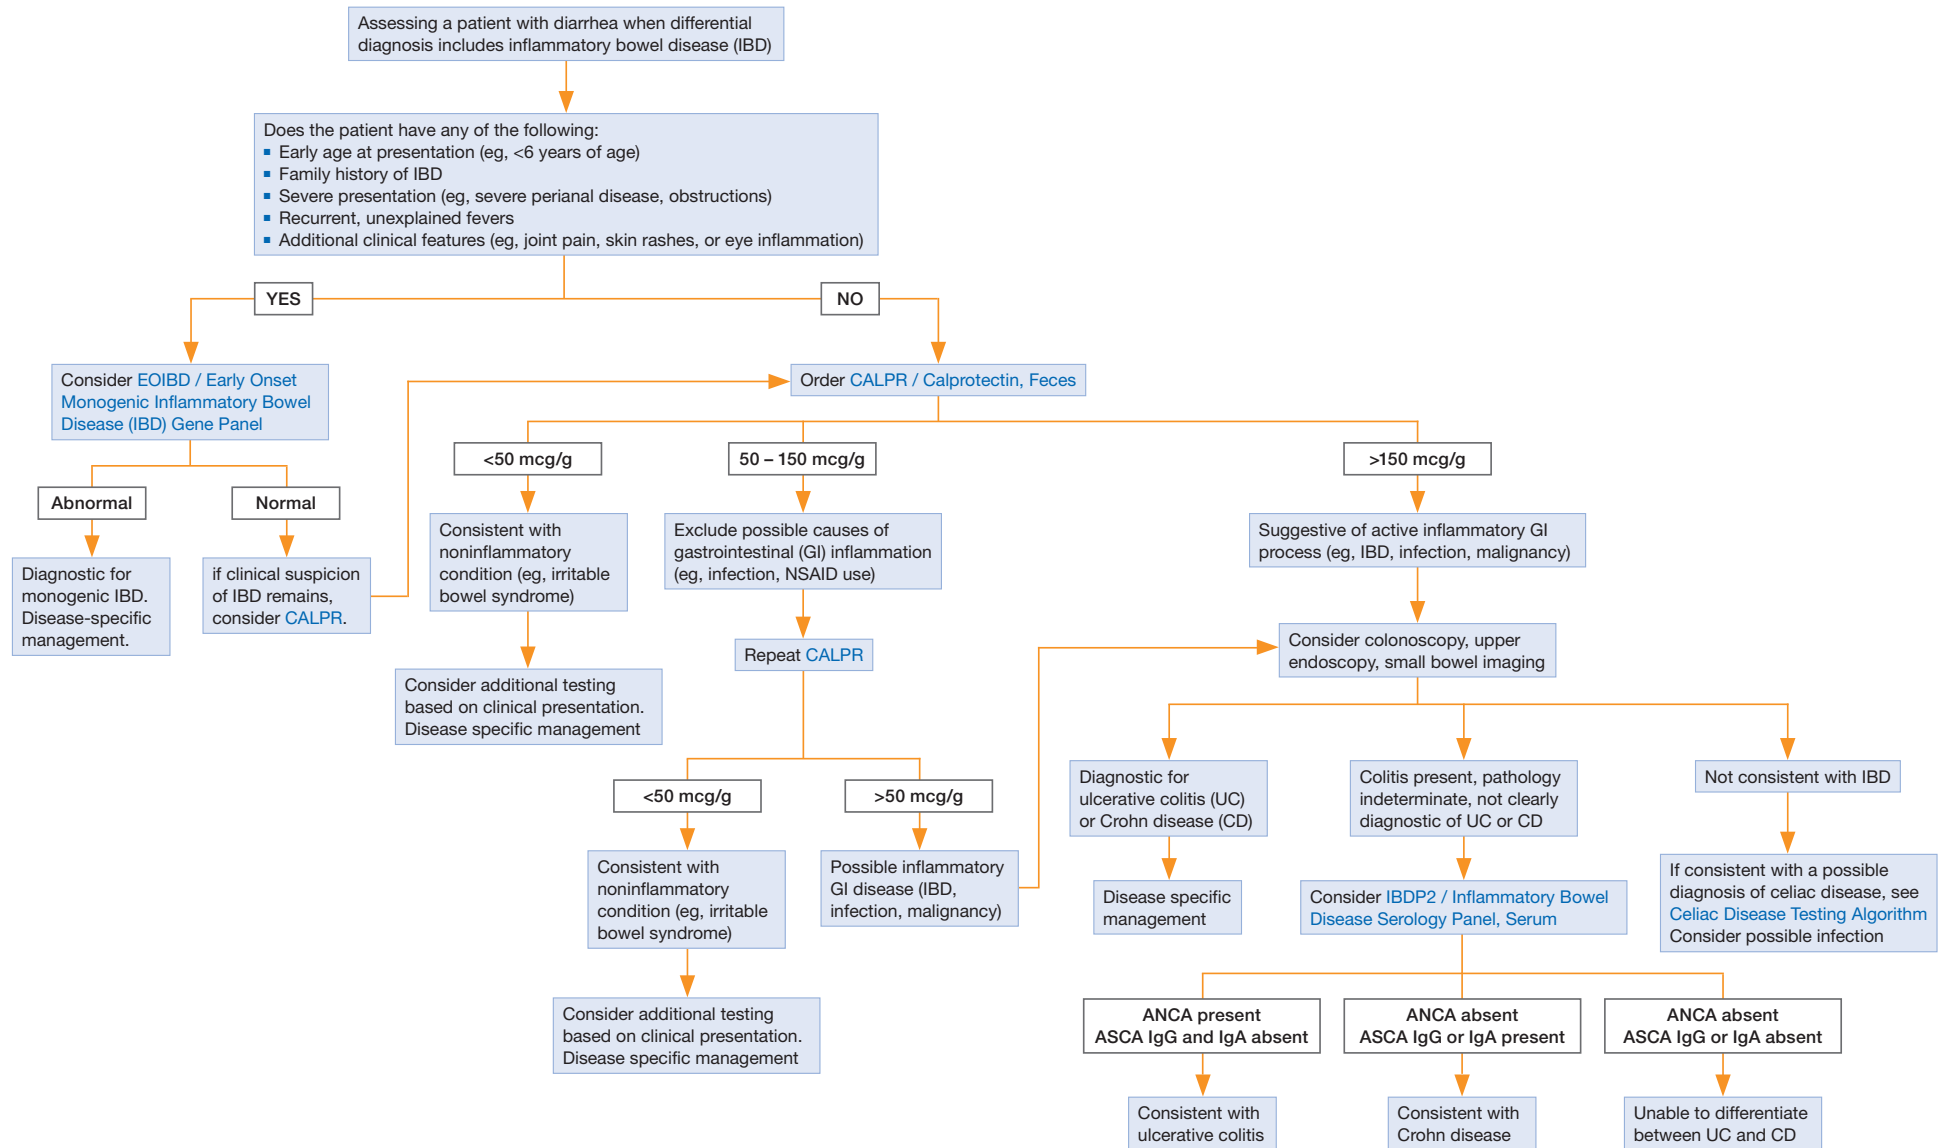 Assessing a patient with diarrhea when differential
diagnosis includes inflammatory bowel disease (IBD)
Does the patient have any of the following:
▪ Early age at presentation (eg, <6 years of age)
▪ Family history of IBD
▪ Severe presentation (eg, severe perianal disease, obstructions)
▪ Recurrent, unexplained fevers
▪ Additional clinical features (eg, joint pain, skin rashes, or eye inflammation)
YES
NO
Consider EOIBD / Early Onset
Monogenic Inflammatory Bowel
Disease (IBD) Gene Panel
Order CALPR / Calprotectin, Feces
Abnormal
Normal
Diagnostic for
monogenic IBD.
Disease-specific
management.
if clinical suspicion
of IBD remains,
consider CALPR.
<50 mcg/g
50 – 150 mcg/g
>150 mcg/g
Consistent with
noninflammatory
condition (eg, irritable
bowel syndrome)
Consider additional testing
based on clinical presentation.
Disease specific management
Exclude possible causes of
gastrointestinal (GI) inflammation
(eg, infection, NSAID use)
Repeat CALPR
<50 mcg/g
>50 mcg/g
Consistent with
noninflammatory
condition (eg, irritable
bowel syndrome)
Consider additional testing
based on clinical presentation.
Disease specific management
Possible inflammatory
GI disease (IBD,
infection, malignancy)
Suggestive of active inflammatory GI
process (eg, IBD, infection, malignancy)
Consider colonoscopy, upper
endoscopy, small bowel imaging
Diagnostic for
ulcerative colitis (UC)
or Crohn disease (CD)
Disease specific
management
Colitis present, pathology
indeterminate, not clearly
diagnostic of UC or CD
Consider IBDP2 / Inflammatory Bowel
Disease Serology Panel, Serum
Not consistent with IBD
If consistent with a possible
diagnosis of celiac disease, see
Celiac Disease Testing Algorithm
Consider possible infection
ANCA present
ASCA IgG and IgA absent
ANCA absent
ASCA IgG or IgA present
ANCA absent
ASCA IgG or IgA absent
Consistent with
ulcerative colitis
Consistent with
Crohn disease
Unable to differentiate
between UC and CD